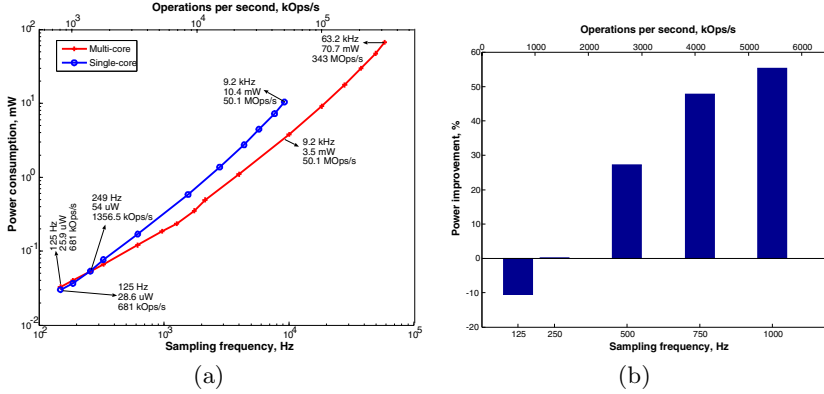 Operations per second, kOps/s
10^3 10^4 10^5
Power consumption, mW
10^2
10^1
10^0
10^-1
10^-2
Multi-core
Single-core
63.2 kHz
70.7 mW
343 MOps/s
9.2 kHz
10.4 mW
50.1 MOps/s
9.2 kHz
3.5 mW
50.1 MOps/s
249 Hz
54 uW
1356.5 kOps/s
125 Hz
25.9 uW
681 kOps/s
125 Hz
28.6 uW
681 kOps/s
10^2 10^3 10^4 10^5
Sampling frequency, Hz
(a)
Operations per second, kOps/s
0 1000 2000 3000 4000 5000 6000
Power improvement, %
60
50
40
30
20
10
0
-10
-20
125 250 500 750 1000
Sampling frequency, Hz
(b)